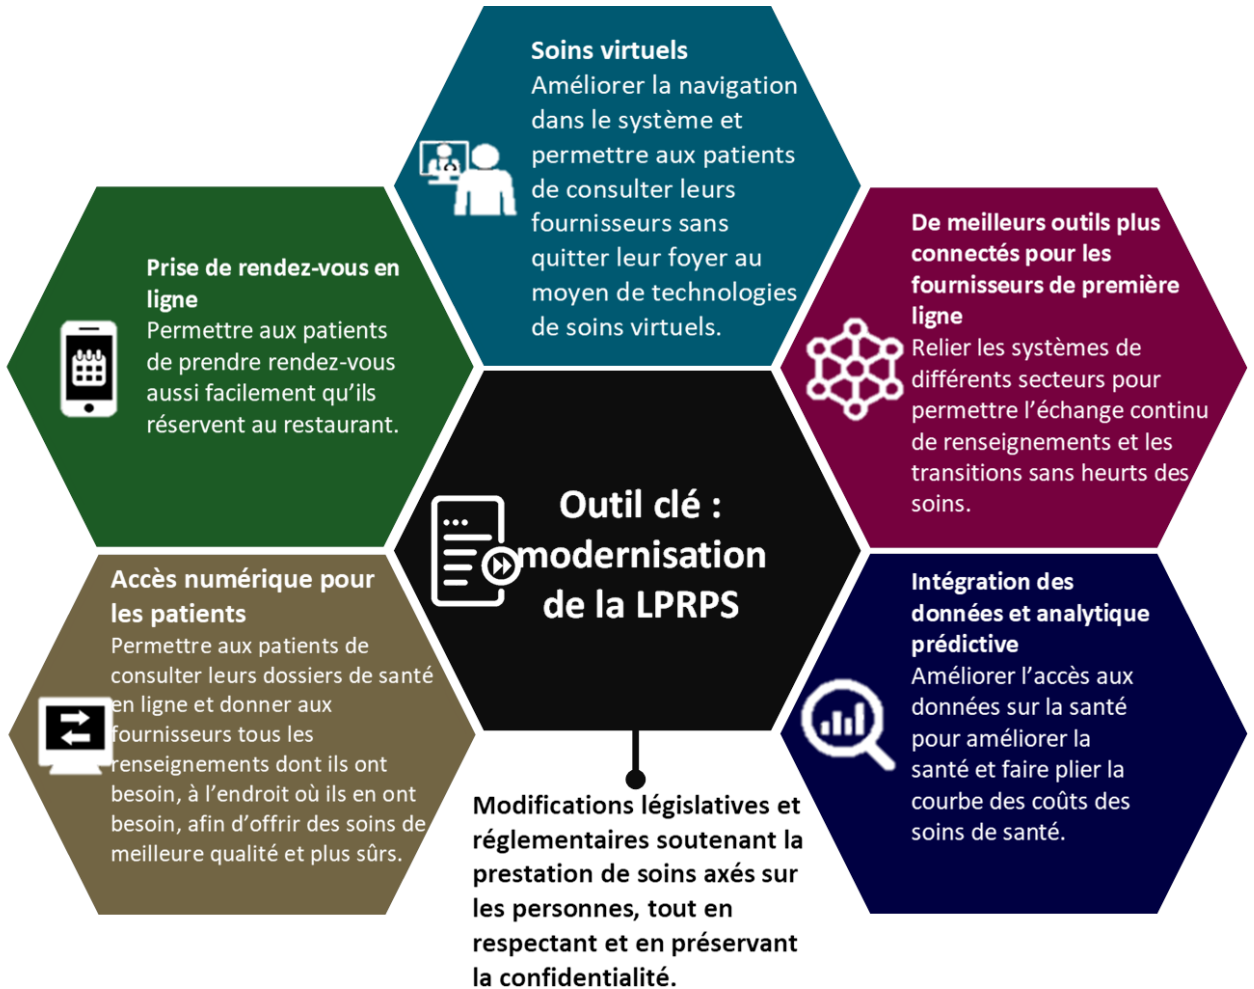 Soins virtuels
Améliorer la navigation
dans le système et
permettre aux patients
de consulter leurs
fournisseurs sans
quitter leur foyer au
moyen de technologies
de soins virtuels.
Prise de rendez-vous en
ligne
Permettre aux patients
de prendre rendez-vous
aussi facilement qu’ils
réservent au restaurant.
De meilleurs outils plus
connectés pour les
fournisseurs de première
ligne
Relier les systèmes de
différents secteurs pour
permettre l’échange continu
de renseignements et les
transitions sans heurts des
soins.
Outil clé :
modernisation
de la LPRPS
Accès numérique pour
les patients
Permettre aux patients de
consulter leurs dossiers de santé
en ligne et donner aux
fournisseurs tous les
renseignements dont ils ont
besoin, à l’endroit où ils en ont
besoin, afin d’offrir des soins de
meilleure qualité et plus sûrs.
Intégration des
données et analytique
prédictive
Améliorer l’accès aux
données sur la santé
pour améliorer la
santé et faire plier la
courbe des coûts des
soins de santé.
Modifications législatives et
réglementaires soutenant la
prestation de soins axés sur
les personnes, tout en
respectant et en préservant
la confidentialité.